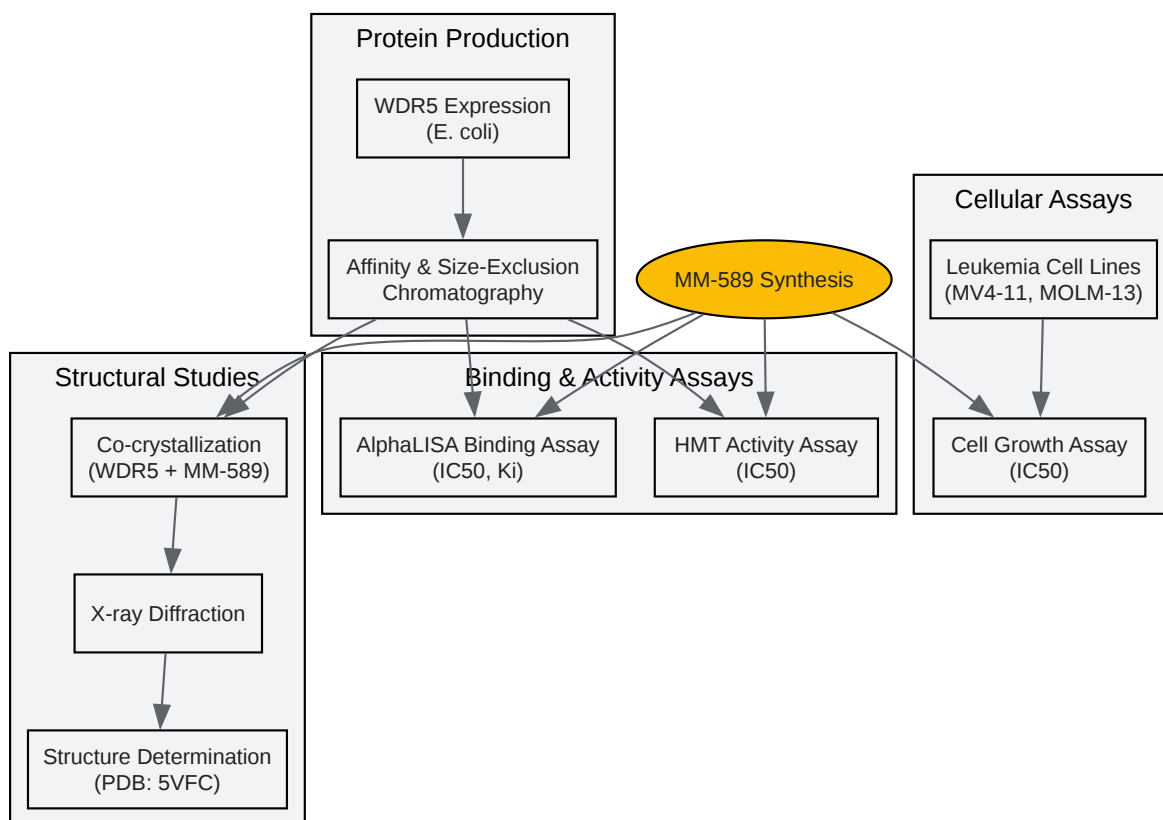 Protein Production
WDR5 Expression
(E. coli)
Affinity & Size-Exclusion
Chromatography
MM-589 Synthesis
Cellular Assays
Leukemia Cell Lines
(MV4-11, MOLM-13)
Cell Growth Assay
(IC50)
Structural Studies
Co-crystallization
(WDR5 + MM-589)
X-ray Diffraction
Structure Determination
(PDB: 5VFC)
Binding & Activity Assays
AlphaLISA Binding Assay
(IC50, Ki)
HMT Activity Assay
(IC50)